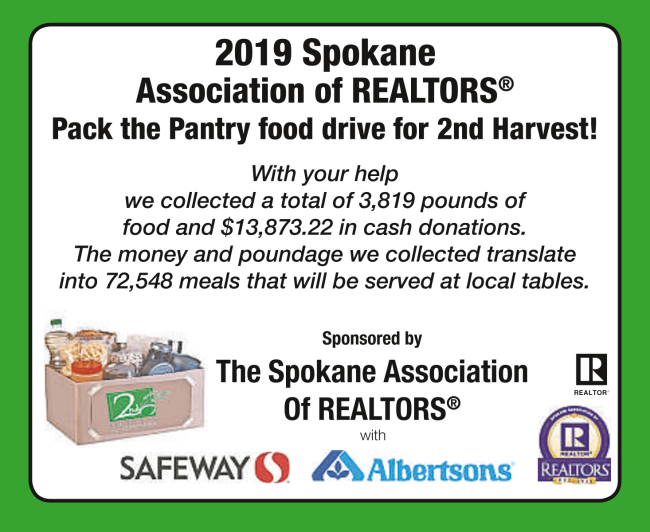 2019 Spokane
Association of REALTORS®
Pack the Pantry food drive for 2nd Harvest!
With your help
we collected a total of 3,819 pounds of
food and $13,873.22 in cash donations.
The money and poundage we collected translate
into 72,548 meals that will be served at local tables.
Sponsored by
The Spokane Association
Of REALTORS®
with
SAFEWAY
Albertsons
REALTOR
REALTOR
REALTORS
2nd